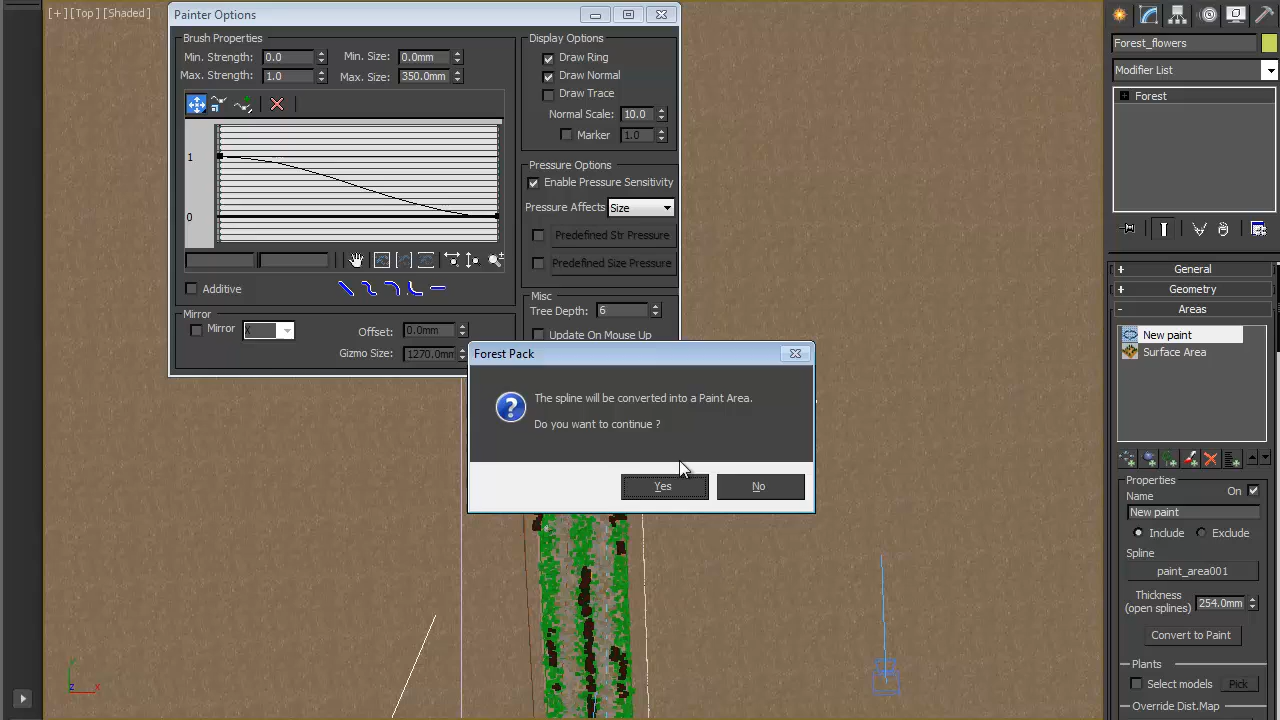 [+] [Top] [Shaded]
Painter Options
Brush Properties
Min. Strength: 0.0
Min. Size: 0.0mm
Max. Strength: 1.0
Max. Size: 350.0mm
1
0
Additive
Mirror
Mirror X
Offset: 0.0mm
Gizmo Size: 1270.0mm
Display Options
Draw Ring
Draw Normal
Draw Trace
Normal Scale: 10.0
Marker 1.0
Pressure Options
Enable Pressure Sensitivity
Pressure Affects Size
Predefined Str Pressure
Predefined Size Pressure
Misc
Tree Depth: 6
Update On Mouse Up
Forest Pack
The spline will be converted into a Paint Area.
Do you want to continue ?
Yes
No
z
x
Forest_flowers
Modifier List
Forest
+ General
+ Geometry
- Areas
New paint
Surface Area
Properties
Name
On
New paint
Include
Exclude
Spline
paint_area001
Thickness
(open splines)
254.0mm
Convert to Paint
Plants
Select models
Pick
Override Dist.Map